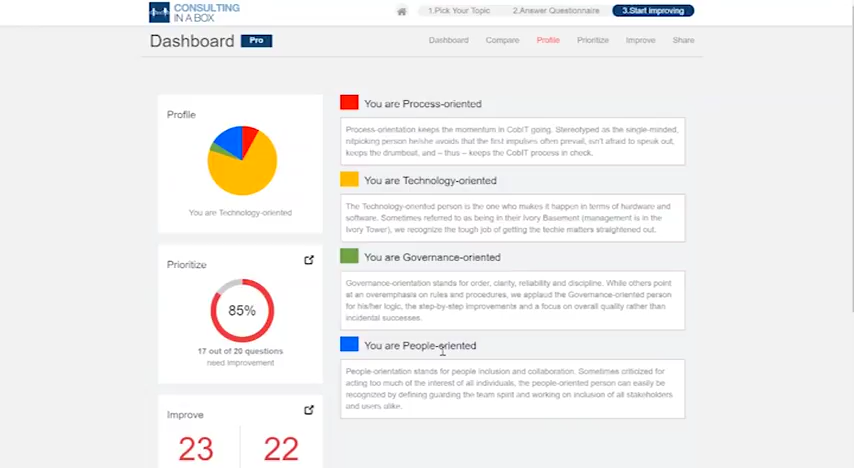 CONSULTING
IN A BOX
1.Pick Your Topic
2.Answer Questionnaire
3.Start improving
Dashboard
Pro
Dashboard
Compare
Profile
Prioritize
Improve
Share
Profile
You are Technology-oriented
Prioritize
85%
17 out of 20 questions
need improvement
Improve
23
22
You are Process-oriented
Process-orientation keeps the momentum in CobIT going. Stereotyped as the single-minded,
nitpicking person he/she avoids that the first impulses often prevail, isn't afraid to speak out,
keeps the drumbeat, and – thus – keeps the CobIT process in check.
You are Technology-oriented
The Technology-oriented person is the one who makes it happen in terms of hardware and
software. Sometimes referred to as being in their Ivory Basement (management is in the
Ivory Tower), we recognize the tough job of getting the techie matters straightened out.
You are Governance-oriented
Governance-orientation stands for order, clarity, reliability and discipline. While others point
at an overemphasis on rules and procedures, we applaud the Governance-oriented person
for his/her logic, the step-by-step improvements and a focus on overall quality rather than
incidental successes.
You are People-oriented
People-orientation stands for people inclusion and collaboration. Sometimes criticized for
acting too much of the interest of all individuals, the people-oriented person can easily be
recognized by defining guarding the team spirit and working on inclusion of all stakeholders
and users alike.